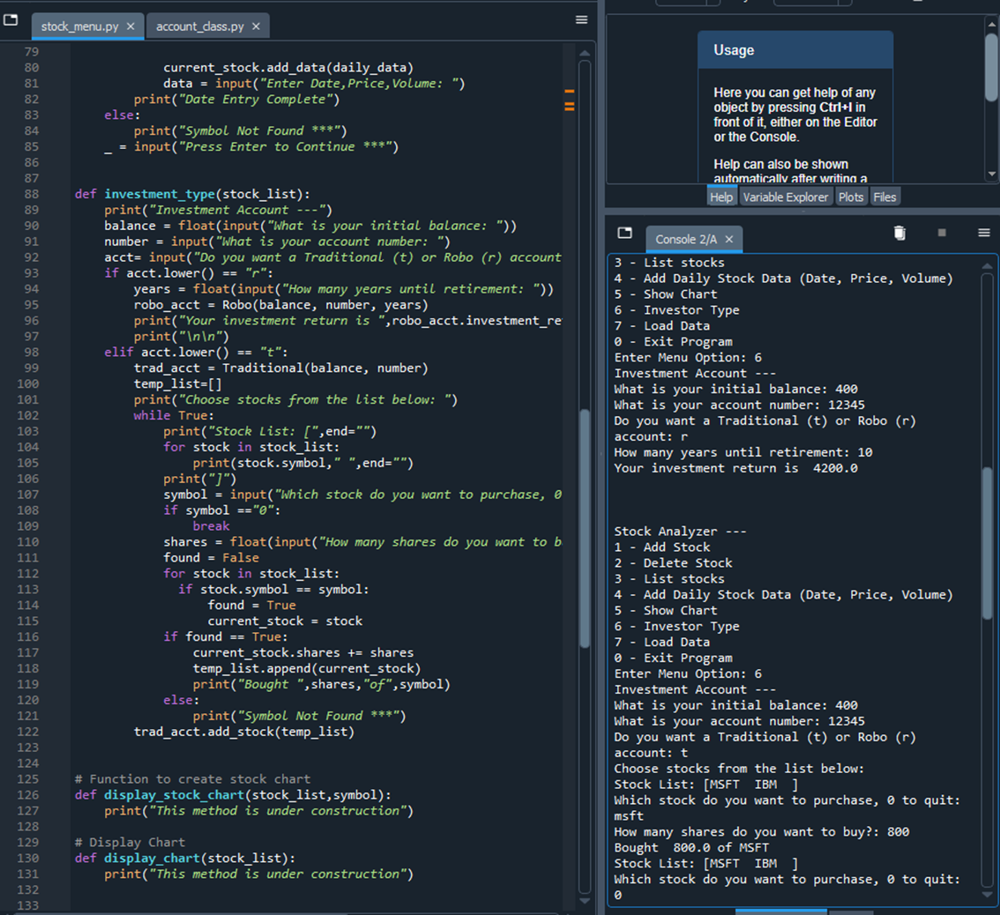 stock_menu.py
account_class.py
79
80 current_stock.add_data(daily_data)
81 data = input("Enter Date,Price,Volume: ")
82 print("Date Entry Complete")
83 else:
84 print("Symbol Not Found ***")
85 _ = input("Press Enter to Continue ***")
86
87
88 def investment_type(stock_list):
89 print("Investment Account ---")
90 balance = float(input("What is your initial balance: "))
91 number = input("What is your account number: ")
92 acct= input("Do you want a Traditional (t) or Robo (r) account
93 if acct.lower() == "r":
94 years = float(input("How many years until retirement: "))
95 robo_acct = Robo(balance, number, years)
96 print("Your investment return is ",robo_acct.investment_re
97 print("\n\n")
98 elif acct.lower() == "t":
99 trad_acct = Traditional(balance, number)
100 temp_list=[]
101 print("Choose stocks from the list below: ")
102 while True:
103 print("Stock List: [",end="")
104 for stock in stock_list:
105 print(stock.symbol," ",end="")
106 print("]")
107 symbol = input("Which stock do you want to purchase, 0
108 if symbol =="0":
109 break
110 shares = float(input("How many shares do you want to b
111 found = False
112 for stock in stock_list:
113 if stock.symbol == symbol:
114 found = True
115 current_stock = stock
116 if found == True:
117 current_stock.shares += shares
118 temp_list.append(current_stock)
119 print("Bought ",shares,"of",symbol)
120 else:
121 print("Symbol Not Found ***")
122 trad_acct.add_stock(temp_list)
123
124
125 # Function to create stock chart
126 def display_stock_chart(stock_list,symbol):
127 print("This method is under construction")
128
129 # Display Chart
130 def display_chart(stock_list):
131 print("This method is under construction")
132
133
Usage
Here you can get help of any
object by pressing Ctrl+I in
front of it, either on the Editor
or the Console.
Help can also be shown
automatically after writing a
Help Variable Explorer Plots Files
Console 2/A
3 - List stocks
4 - Add Daily Stock Data (Date, Price, Volume)
5 - Show Chart
6 - Investor Type
7 - Load Data
0 - Exit Program
Enter Menu Option: 6
Investment Account ---
What is your initial balance: 400
What is your account number: 12345
Do you want a Traditional (t) or Robo (r)
account: r
How many years until retirement: 10
Your investment return is  4200.0
Stock Analyzer ---
1 - Add Stock
2 - Delete Stock
3 - List stocks
4 - Add Daily Stock Data (Date, Price, Volume)
5 - Show Chart
6 - Investor Type
7 - Load Data
0 - Exit Program
Enter Menu Option: 6
Investment Account ---
What is your initial balance: 400
What is your account number: 12345
Do you want a Traditional (t) or Robo (r)
account: t
Choose stocks from the list below:
Stock List: [MSFT  IBM  ]
Which stock do you want to purchase, 0 to quit:
msft
How many shares do you want to buy?: 800
Bought  800.0 of MSFT
Stock List: [MSFT  IBM  ]
Which stock do you want to purchase, 0 to quit:
0